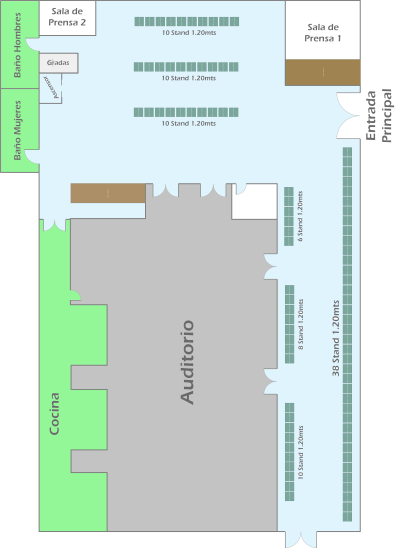 Baño Hombres
Sala de
Prensa 2
10 Stand 1.20mts
Sala de
Prensa 1
Gradas
Ascensor
10 Stand 1.20mts
10 Stand 1.20mts
Entrada
Principal
Baño Mujeres
6 Stand 1.20mts
8 Stand 1.20mts
38 Stand 1.20mts
Auditorio
Cocina
10 Stand 1.20mts